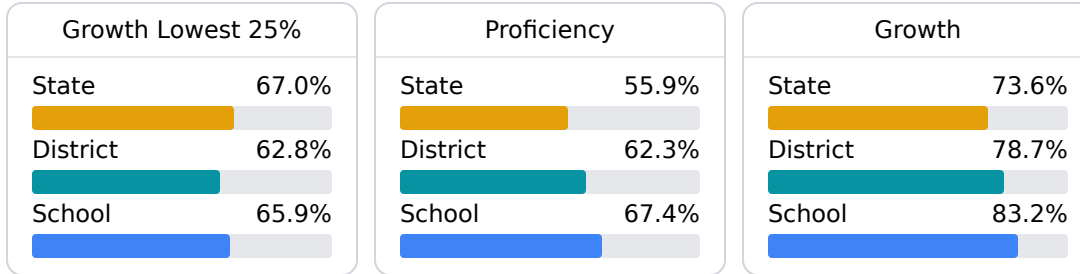 Growth Lowest 25%
State 67.0%
District 62.8%
School 65.9%
Proficiency
State 55.9%
District 62.3%
School 67.4%
Growth
State 73.6%
District 78.7%
School 83.2%